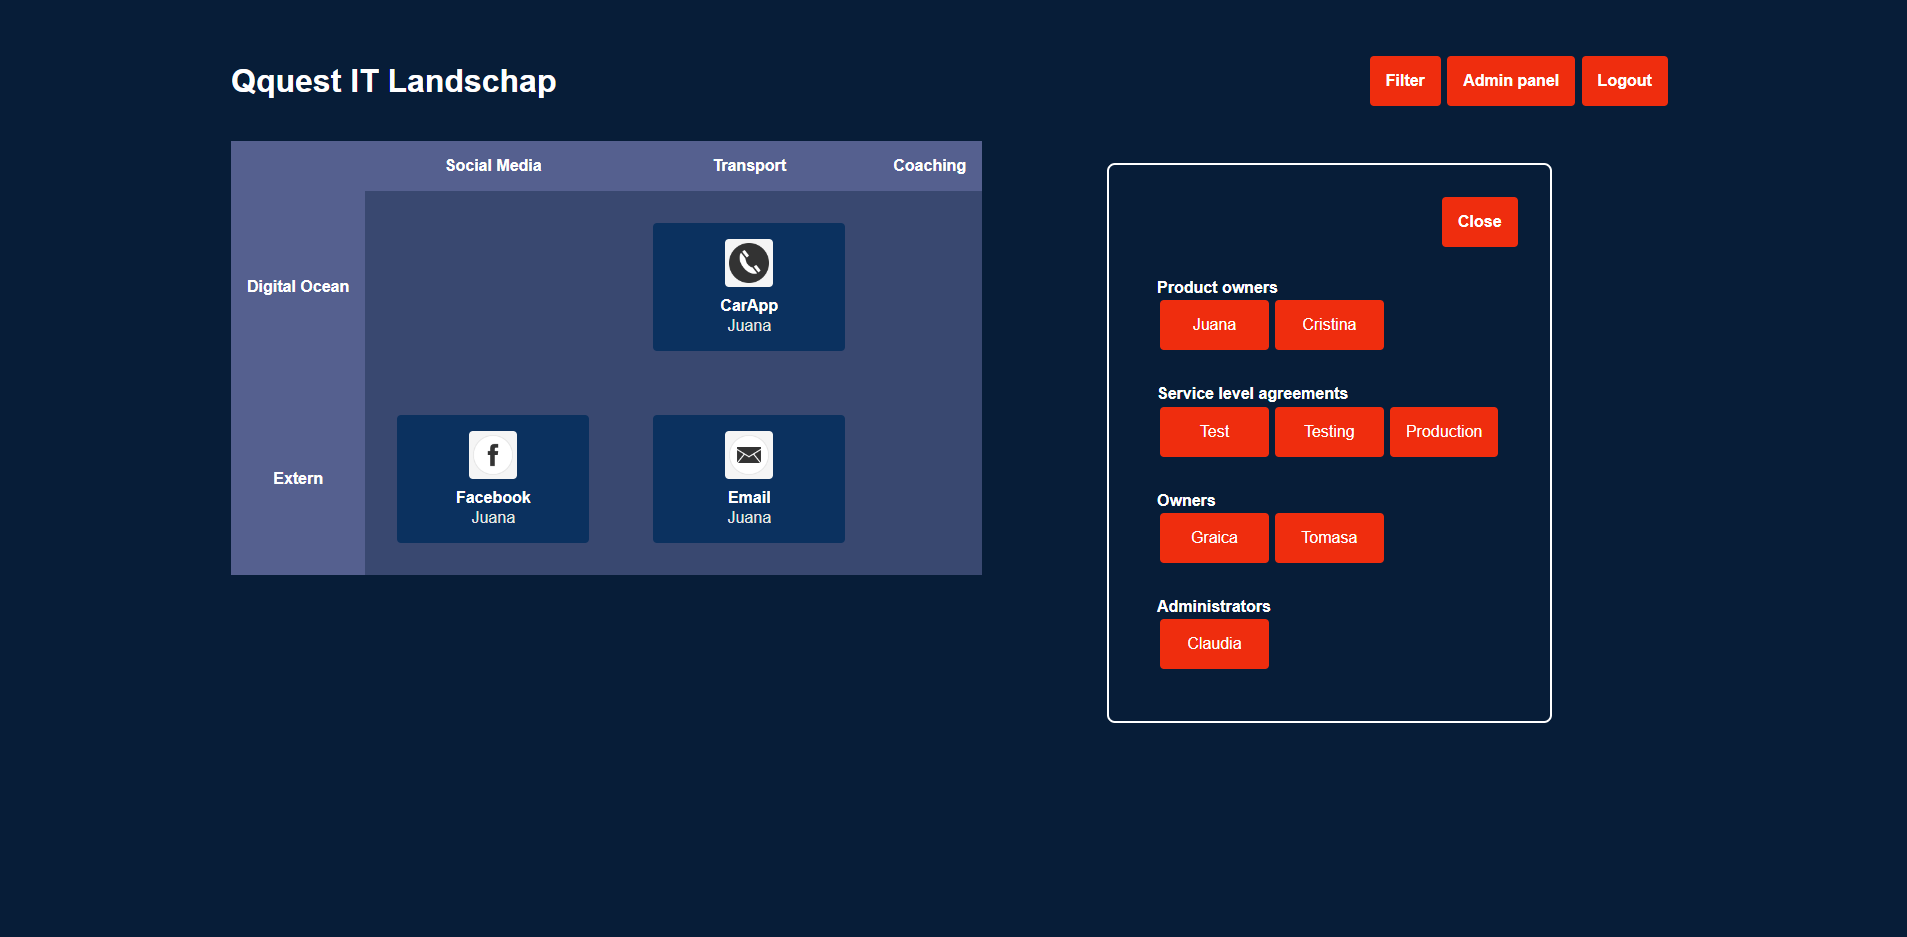 Qquest IT Landschap
Filter Admin panel Logout
Social Media Transport Coaching
Digital Ocean
CarApp
Juana
Extern
Facebook
Juana
Email
Juana
Close
Product owners
Juana Cristina
Service level agreements
Test Testing Production
Owners
Graica Tomasa
Administrators
Claudia